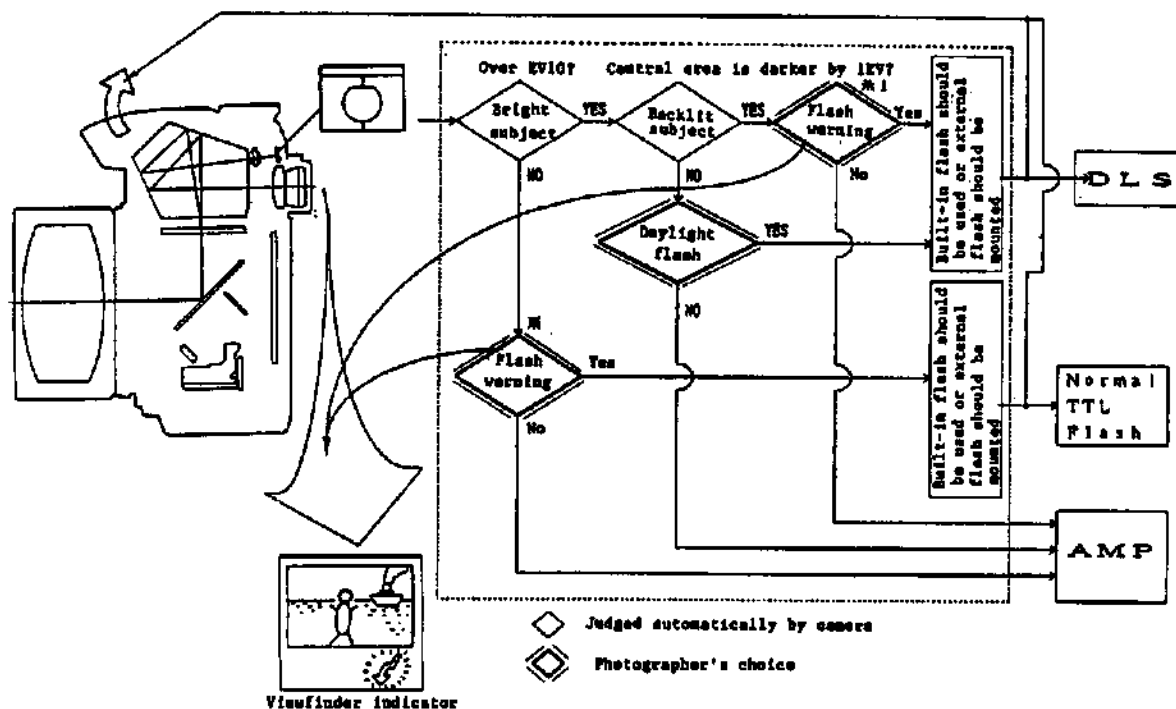 Over EV10?
Central area is darker by 1EV?
※1
Bright
subject
YES
Backlit
subject
YES
Flash
warning
Yes
NO
NO
No
Daylight
flash
YES
NO
Flash
warning
Yes
No
Built-in flash should
be used or external
flash should be
mounted
Built-in flash should
be used or external
flash should be
mounted
DLS
Normal
TTL
Flash
AMP
Judged automatically by camera
Photographer's choice
Viewfinder indicator